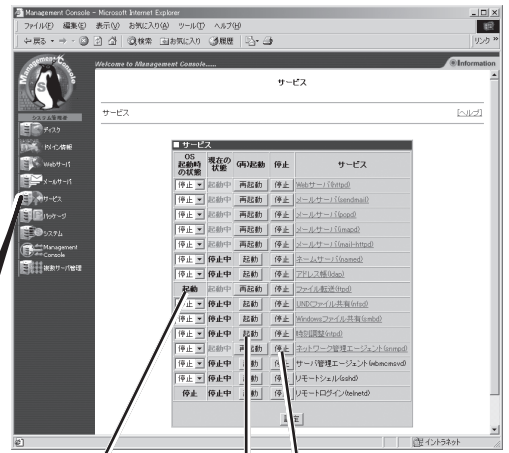 Management Console - Microsoft Internet Explorer
ファイル(F) 編集(E) 表示(V) お気に入り(A) ツール(T) ヘルプ(H)
戻る 検索 お気に入り 履歴 リンク
Management Console
Welcome to Management Console.....
Information
サービス
サービス [ヘルプ]
システム管理者
ディスク
ドメイン情報
Webサーバ
メールサーバ
サービス
パッケージ
システム
Management Console
複数サーバ管理
■ サービス
OS起動時の状態 現在の状態 (再)起動 停止 サービス
停止 起動中 再起動 停止 Webサーバ(httpd)
停止 起動中 再起動 停止 メールサーバ(sendmail)
停止 起動中 再起動 停止 メールサーバ(popd)
停止 起動中 再起動 停止 メールサーバ(imapd)
停止 起動中 再起動 停止 メールサーバ(mail-httpd)
停止 停止中 起動 停止 ネームサーバ(named)
停止 停止中 起動 停止 アドレス帳(ldap)
起動 起動中 再起動 停止 ファイル転送(ftpd)
停止 停止中 起動 停止 UNIXファイル共有(nfsd)
停止 停止中 起動 停止 Windowsファイル共有(smbd)
停止 停止中 起動 停止 時刻調整(ntpd)
停止 起動中 再起動 停止 ネットワーク管理エージェント(snmpd)
停止 停止中 起動 停止 サーバ管理エージェント(wbmcmsvd)
停止 停止中 起動 停止 リモートシェル(sshd)
停止 停止中 起動 停止 リモートログイン(telnetd)
設定
イントラネット